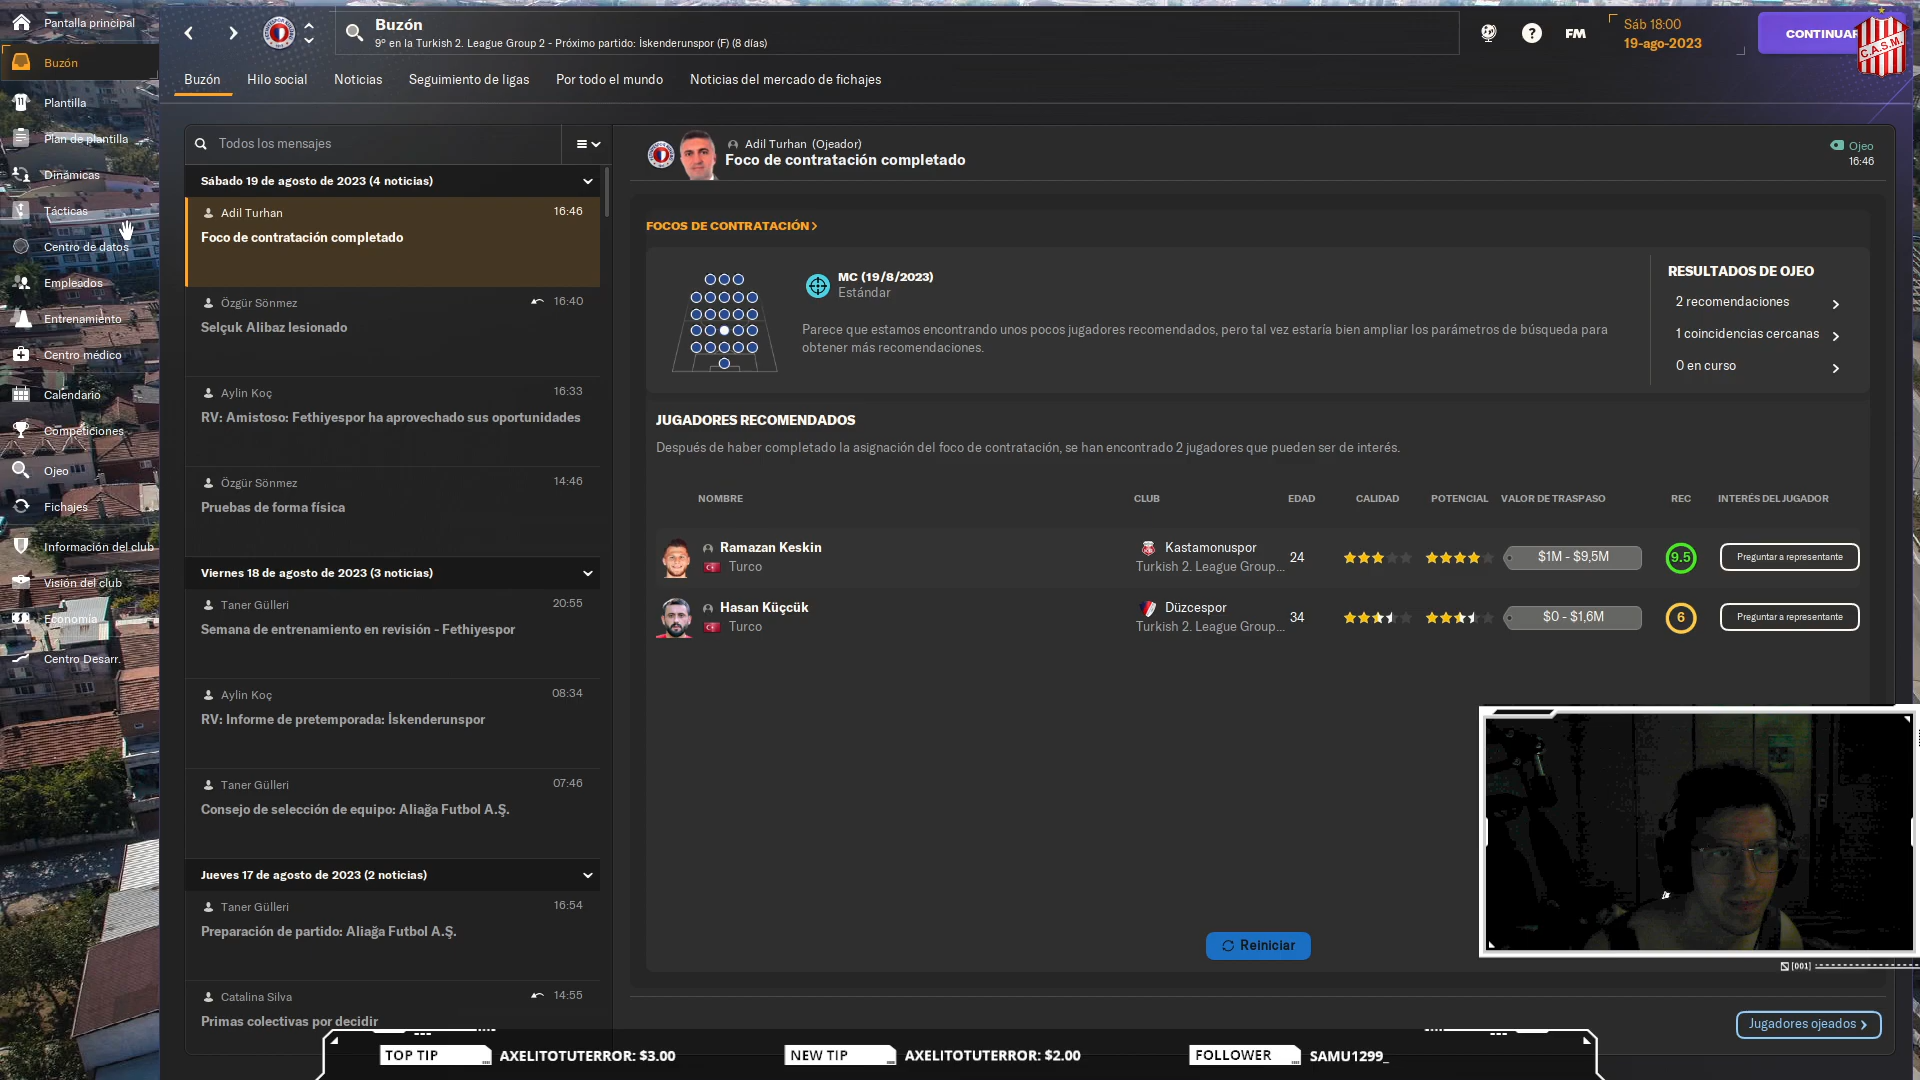 Pantalla principal
Buzón
Plantilla
Plan de plantilla
Dinámicas
Tácticas
Centro de datos
Empleados
Entrenamiento
Centro médico
Calendario
Competiciones
Ojeo
Fichajes
Información del club
Visión del club
Economía
Centro Desarr.
Buzón
9º en la Turkish 2. League Group 2 - Próximo partido: İskenderunspor (F) (8 días)
FM
Sáb 18:00
19-ago-2023
CONTINUAR
C.A.S.M.
Buzón
Hilo social
Noticias
Seguimiento de ligas
Por todo el mundo
Noticias del mercado de fichajes
Todos los mensajes
Sábado 19 de agosto de 2023 (4 noticias)
Adil Turhan 16:46
Foco de contratación completado
Özgür Sönmez 16:40
Selçuk Alibaz lesionado
Aylin Koç 16:33
RV: Amistoso: Fethiyespor ha aprovechado sus oportunidades
Özgür Sönmez 14:46
Pruebas de forma física
Viernes 18 de agosto de 2023 (3 noticias)
Taner Gülleri 20:55
Semana de entrenamiento en revisión - Fethiyespor
Aylin Koç 08:34
RV: Informe de pretemporada: İskenderunspor
Taner Gülleri 07:46
Consejo de selección de equipo: Aliağa Futbol A.Ş.
Jueves 17 de agosto de 2023 (2 noticias)
Taner Gülleri 16:54
Preparación de partido: Aliağa Futbol A.Ş.
Catalina Silva 14:55
Primas colectivas por decidir
Adil Turhan (Ojeador)
Foco de contratación completado
Ojeo
16:46
FOCOS DE CONTRATACIÓN
MC (19/8/2023)
Estándar
Parece que estamos encontrando unos pocos jugadores recomendados, pero tal vez estaría bien ampliar los parámetros de búsqueda para
obtener más recomendaciones.
RESULTADOS DE OJEO
2 recomendaciones
1 coincidencias cercanas
0 en curso
JUGADORES RECOMENDADOS
Después de haber completado la asignación del foco de contratación, se han encontrado 2 jugadores que pueden ser de interés.
NOMBRE CLUB EDAD CALIDAD POTENCIAL VALOR DE TRASPASO REC INTERÉS DEL JUGADOR
Ramazan Keskin
Turco
Kastamonuspor
Turkish 2. League Group...
24
$1M - $9,5M
9.5
Preguntar a representante
Hasan Küçcük
Turco
Düzcespor
Turkish 2. League Group...
34
$0 - $1,6M
6
Preguntar a representante
Reiniciar
[001]
Jugadores ojeados
TOP TIP AXELITOTUTERROR: $3.00
NEW TIP AXELITOTUTERROR: $2.00
FOLLOWER SAMU1299_